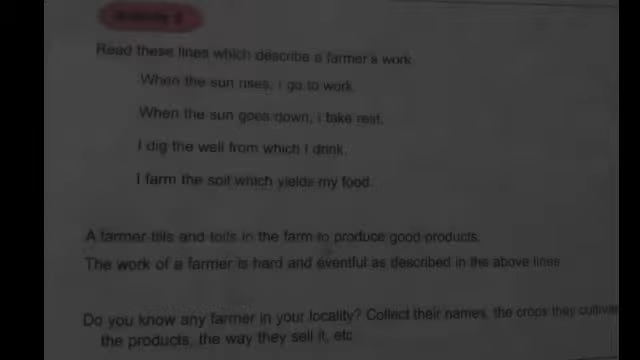 Activity 2
Read these lines which describe a farmer's work
When the sun rises, i go to work.
When the sun goes down, i take rest.
I dig the well from which I drink.
I farm the soil which yields my food.
A farmer tills and toils in the farm to produce good products.
The work of a farmer is hard and eventful as described in the above lines
Do you know any farmer in your locality? Collect their names, the crops they cultivat
the products, the way they sell it, etc